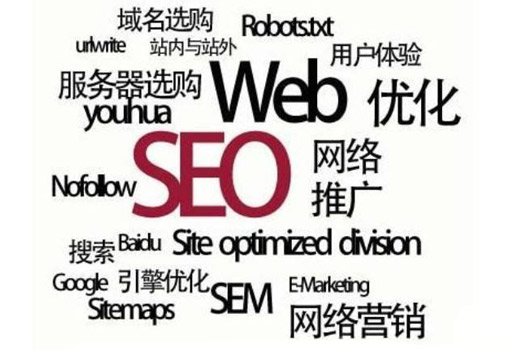 域名选购 Robots.txt
urlwrite 站内与站外 用户体验
服务器选购 Web 优化
youhua
SEO 网络
Nofollow 推广
搜索 Baidu Site optimized division
Google 引擎优化 SEM E-Marketing
Sitemaps 网络营销